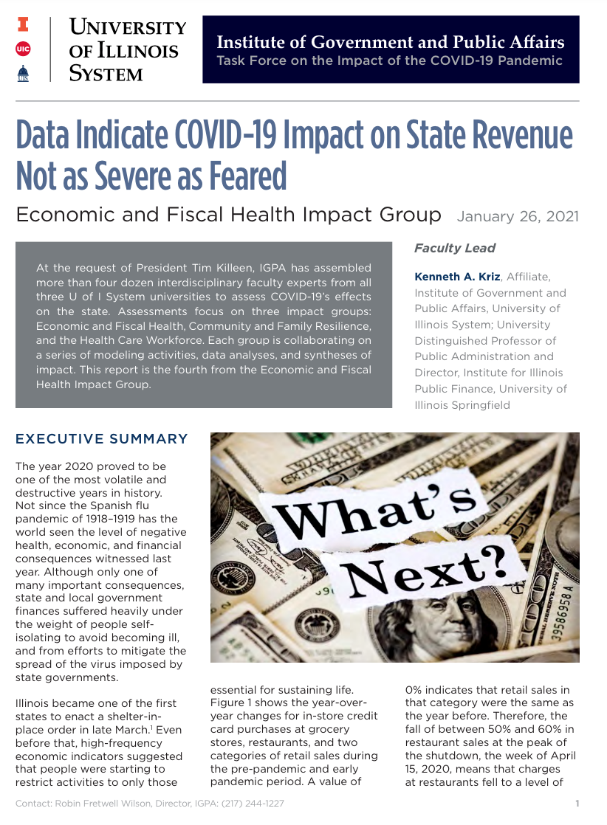 UNIVERSITY
OF ILLINOIS
SYSTEM
I
UIC
UIS
Institute of Government and Public Affairs
Task Force on the Impact of the COVID-19 Pandemic
Data Indicate COVID-19 Impact on State Revenue
Not as Severe as Feared
Economic and Fiscal Health Impact Group January 26, 2021
At the request of President Tim Killeen, IGPA has assembled
more than four dozen interdisciplinary faculty experts from all
three U of I System universities to assess COVID-19's effects
on the state. Assessments focus on three impact groups:
Economic and Fiscal Health, Community and Family Resilience,
and the Health Care Workforce. Each group is collaborating on
a series of modeling activities, data analyses, and syntheses of
impact. This report is the fourth from the Economic and Fiscal
Health Impact Group.
Faculty Lead
Kenneth A. Kriz, Affiliate,
Institute of Government and
Public Affairs, University of
Illinois System; University
Distinguished Professor of
Public Administration and
Director, Institute for Illinois
Public Finance, University of
Illinois Springfield
EXECUTIVE SUMMARY
The year 2020 proved to be
one of the most volatile and
destructive years in history.
Not since the Spanish flu
pandemic of 1918–1919 has the
world seen the level of negative
health, economic, and financial
consequences witnessed last
year. Although only one of
many important consequences,
state and local government
finances suffered heavily under
the weight of people self-
isolating to avoid becoming ill,
and from efforts to mitigate the
spread of the virus imposed by
state governments.
Illinois became one of the first
states to enact a shelter-in-
place order in late March.¹ Even
before that, high-frequency
economic indicators suggested
that people were starting to
restrict activities to only those
What's
Next?
39586958 A
essential for sustaining life.
Figure 1 shows the year-over-
year changes for in-store credit
card purchases at grocery
stores, restaurants, and two
categories of retail sales during
the pre-pandemic and early
pandemic period. A value of
0% indicates that retail sales in
that category were the same as
the year before. Therefore, the
fall of between 50% and 60% in
restaurant sales at the peak of
the shutdown, the week of April
15, 2020, means that charges
at restaurants fell to a level of
Contact: Robin Fretwell Wilson, Director, IGPA: (217) 244-1227
1